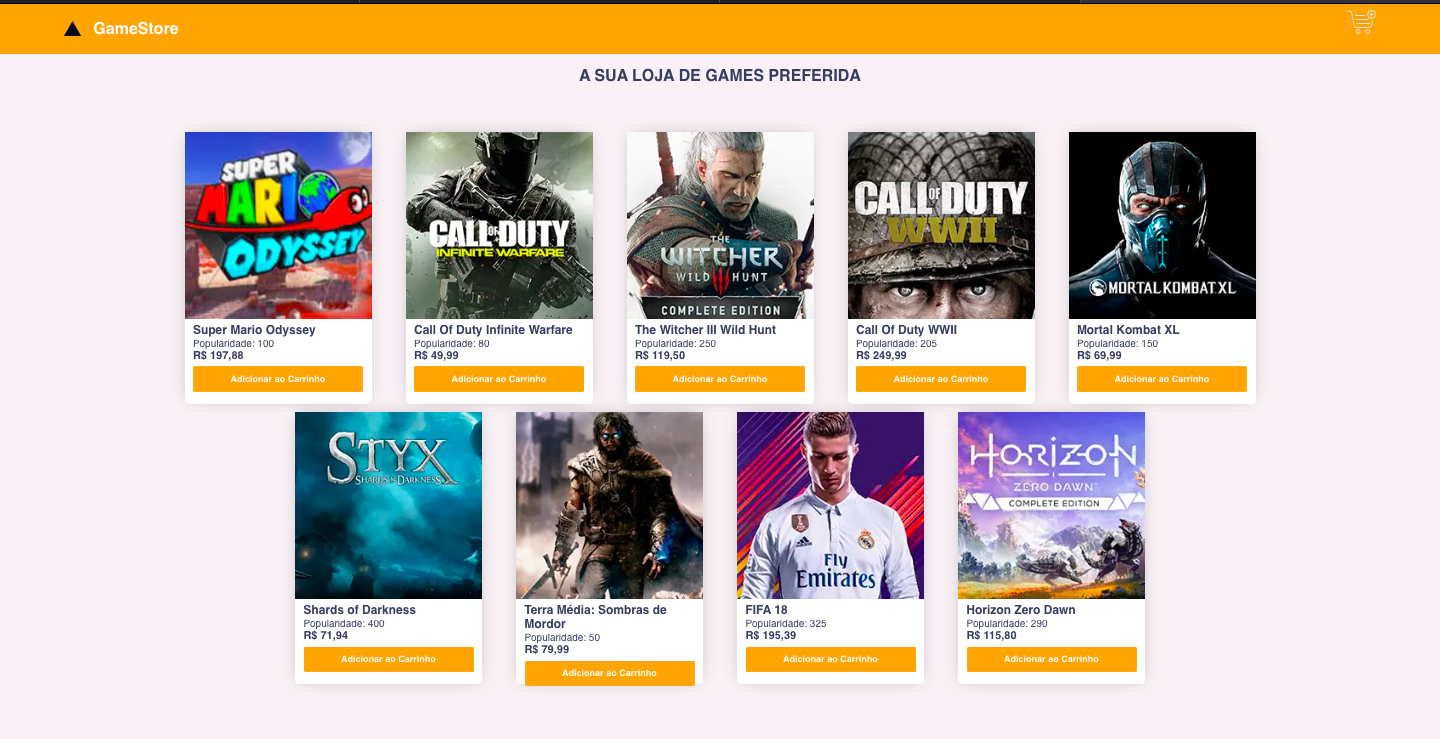 GameStore
A SUA LOJA DE GAMES PREFERIDA
SUPER
MARIO
ODYSSEY
Super Mario Odyssey
Popularidade: 100
R$ 197,88
Adicionar ao Carrinho
CALL OF DUTY
INFINITE WARFARE
Call Of Duty Infinite Warfare
Popularidade: 80
R$ 49,99
Adicionar ao Carrinho
THE
WITCHER
WILD HUNT
COMPLETE EDITION
The Witcher III Wild Hunt
Popularidade: 250
R$ 119,50
Adicionar ao Carrinho
CALL OF DUTY
WWII
Call Of Duty WWII
Popularidade: 205
R$ 249,99
Adicionar ao Carrinho
MORTAL KOMBAT XL
Mortal Kombat XL
Popularidade: 150
R$ 69,99
Adicionar ao Carrinho
STYX
SHARDS OF DARKNESS
Shards of Darkness
Popularidade: 400
R$ 71,94
Adicionar ao Carrinho
Terra Média: Sombras de
Mordor
Popularidade: 50
R$ 79,99
Adicionar ao Carrinho
Fly
Emirates
FIFA 18
Popularidade: 325
R$ 195,39
Adicionar ao Carrinho
HORIZON
ZERO DAWN
COMPLETE EDITION
Horizon Zero Dawn
Popularidade: 290
R$ 115,80
Adicionar ao Carrinho